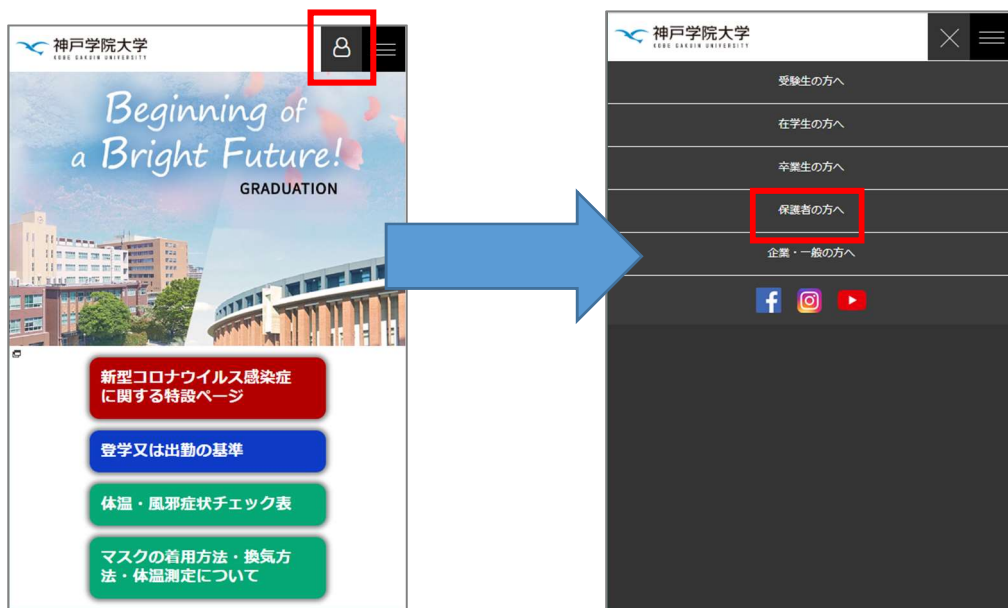 神戸学院大学
KOBE GAKUIN UNIVERSITY
Beginning of
a Bright Future!
GRADUATION
新型コロナウイルス感染症
に関する特設ページ
登学又は出勤の基準
体温・風邪症状チェック表
マスクの着用方法・換気方
法・体温測定について
神戸学院大学
KOBE GAKUIN UNIVERSITY
受験生の方へ
在学生の方へ
卒業生の方へ
保護者の方へ
企業・一般の方へ